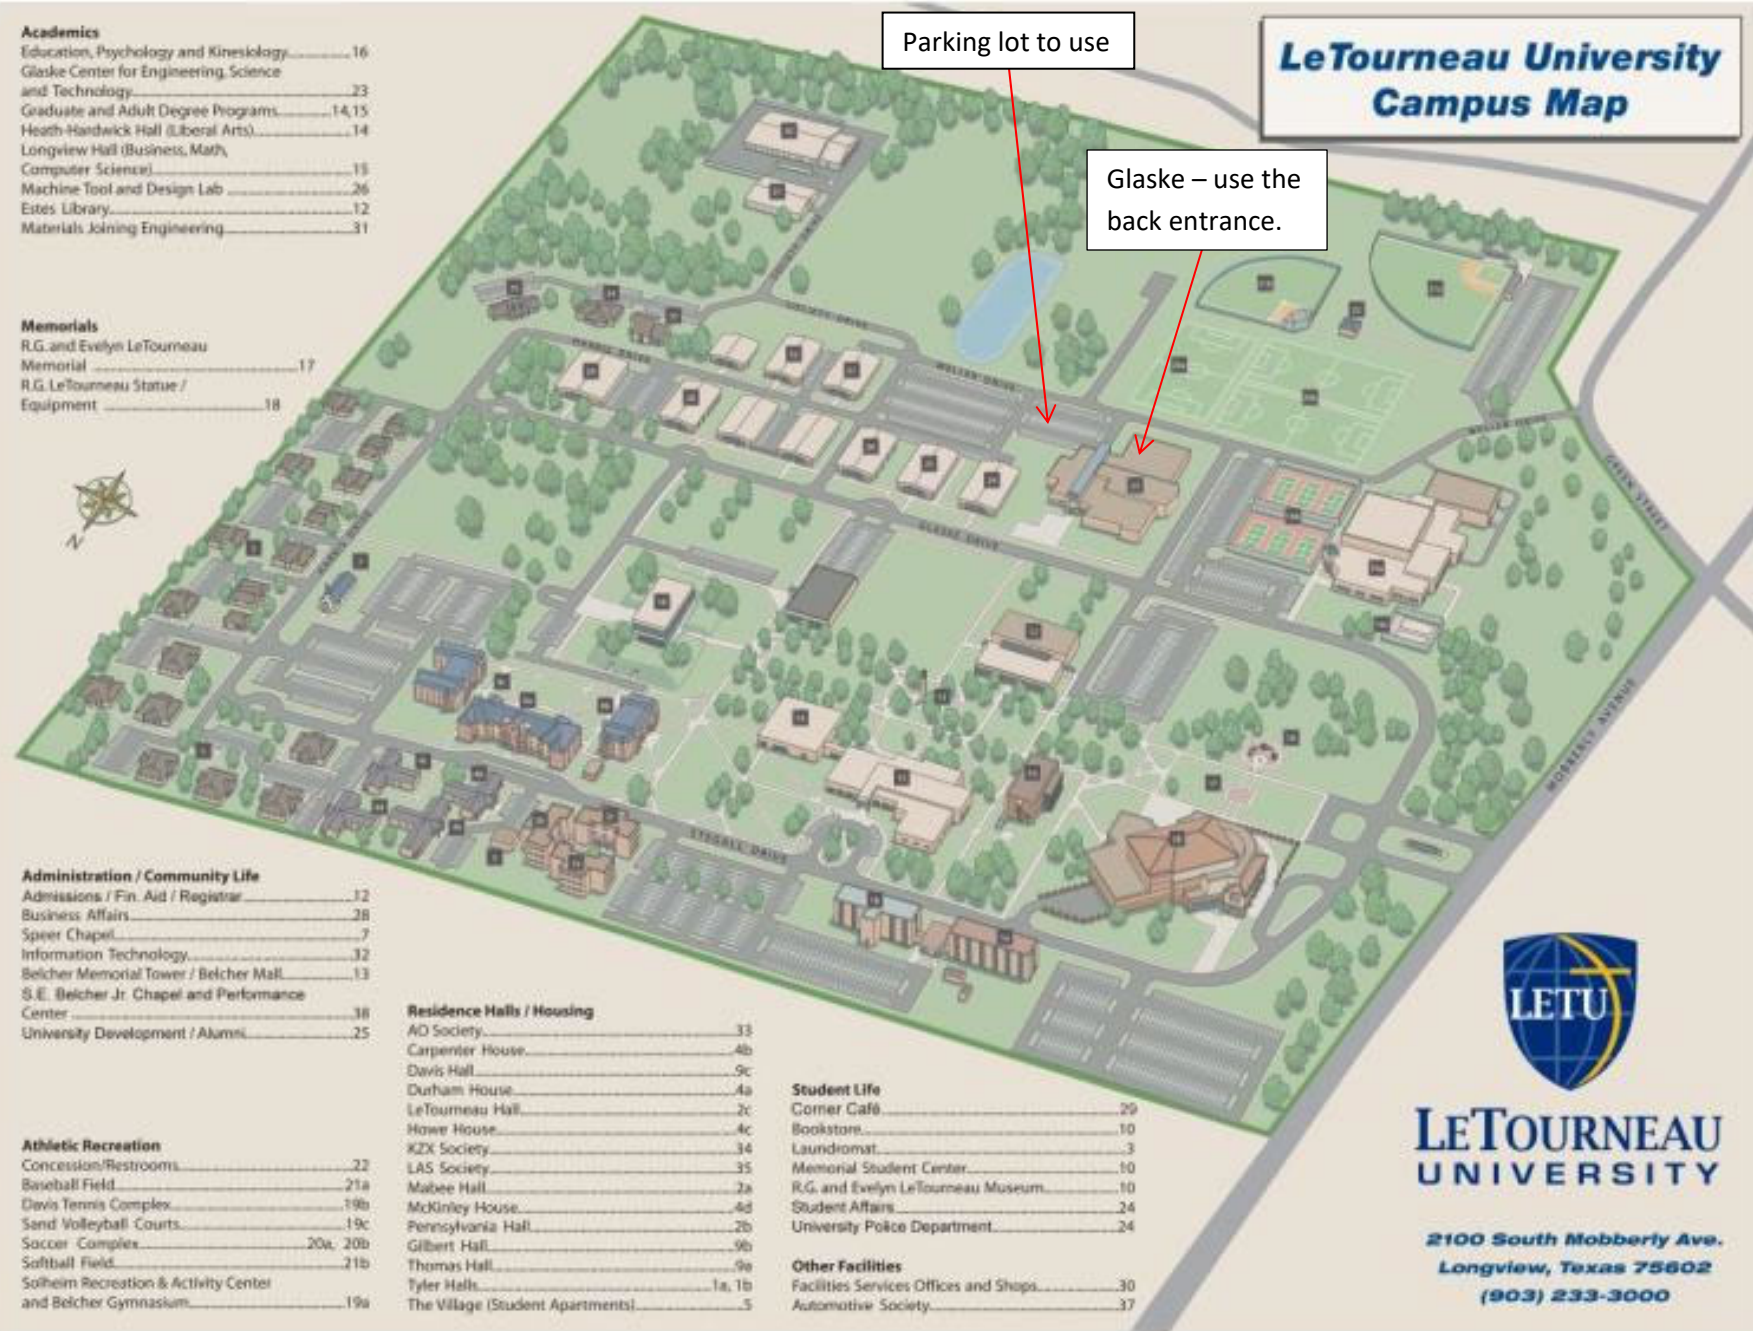 Parking lot to use
LeTourneau University
Campus Map
Glaske – use the
back entrance.
Academics
Education, Psychology and Kinesiology 16
Glaske Center for Engineering, Science
and Technology 23
Graduate and Adult Degree Programs 14,15
Heath-Hardwick Hall (Liberal Arts) 14
Longview Hall (Business, Math,
Computer Science) 15
Machine Tool and Design Lab 26
Estes Library 12
Materials Joining Engineering 31
Memorials
R.G. and Evelyn LeTourneau
Memorial 17
R.G. LeTourneau Statue /
Equipment 18
N
HARRIS DRIVE
GLASKE DRIVE
STEGALL DRIVE
GREEN STREET
MOBBERLY AVENUE
Administration / Community Life
Admissions / Fin. Aid / Registrar 12
Business Affairs 28
Speer Chapel 7
Information Technology 32
Belcher Memorial Tower / Belcher Mall 13
S.E. Belcher Jr. Chapel and Performance
Center 38
University Development / Alumni 25
Athletic Recreation
Concession/Restrooms 22
Baseball Field 21a
Davis Tennis Complex 19b
Sand Volleyball Courts 19c
Soccer Complex 20a, 20b
Softball Field 21b
Solheim Recreation & Activity Center
and Belcher Gymnasium 19a
Residence Halls / Housing
AO Society 33
Carpenter House 4b
Davis Hall 9c
Durham House 4a
LeTourneau Hall 2c
Howe House 4c
KZX Society 34
LAS Society 35
Mabee Hall 2a
McKinley House 4d
Pennsylvania Hall 2b
Gilbert Hall 9b
Thomas Hall 9a
Tyler Halls 1a, 1b
The Village (Student Apartments) 5
Student Life
Corner Café 29
Bookstore 10
Laundromat 3
Memorial Student Center 10
R.G. and Evelyn LeTourneau Museum 10
Student Affairs 24
University Police Department 24
Other Facilities
Facilities Services Offices and Shops 30
Automotive Society 37
LETU
LETOURNEAU
UNIVERSITY
2100 South Mobberly Ave.
Longview, Texas 75602
(903) 233-3000